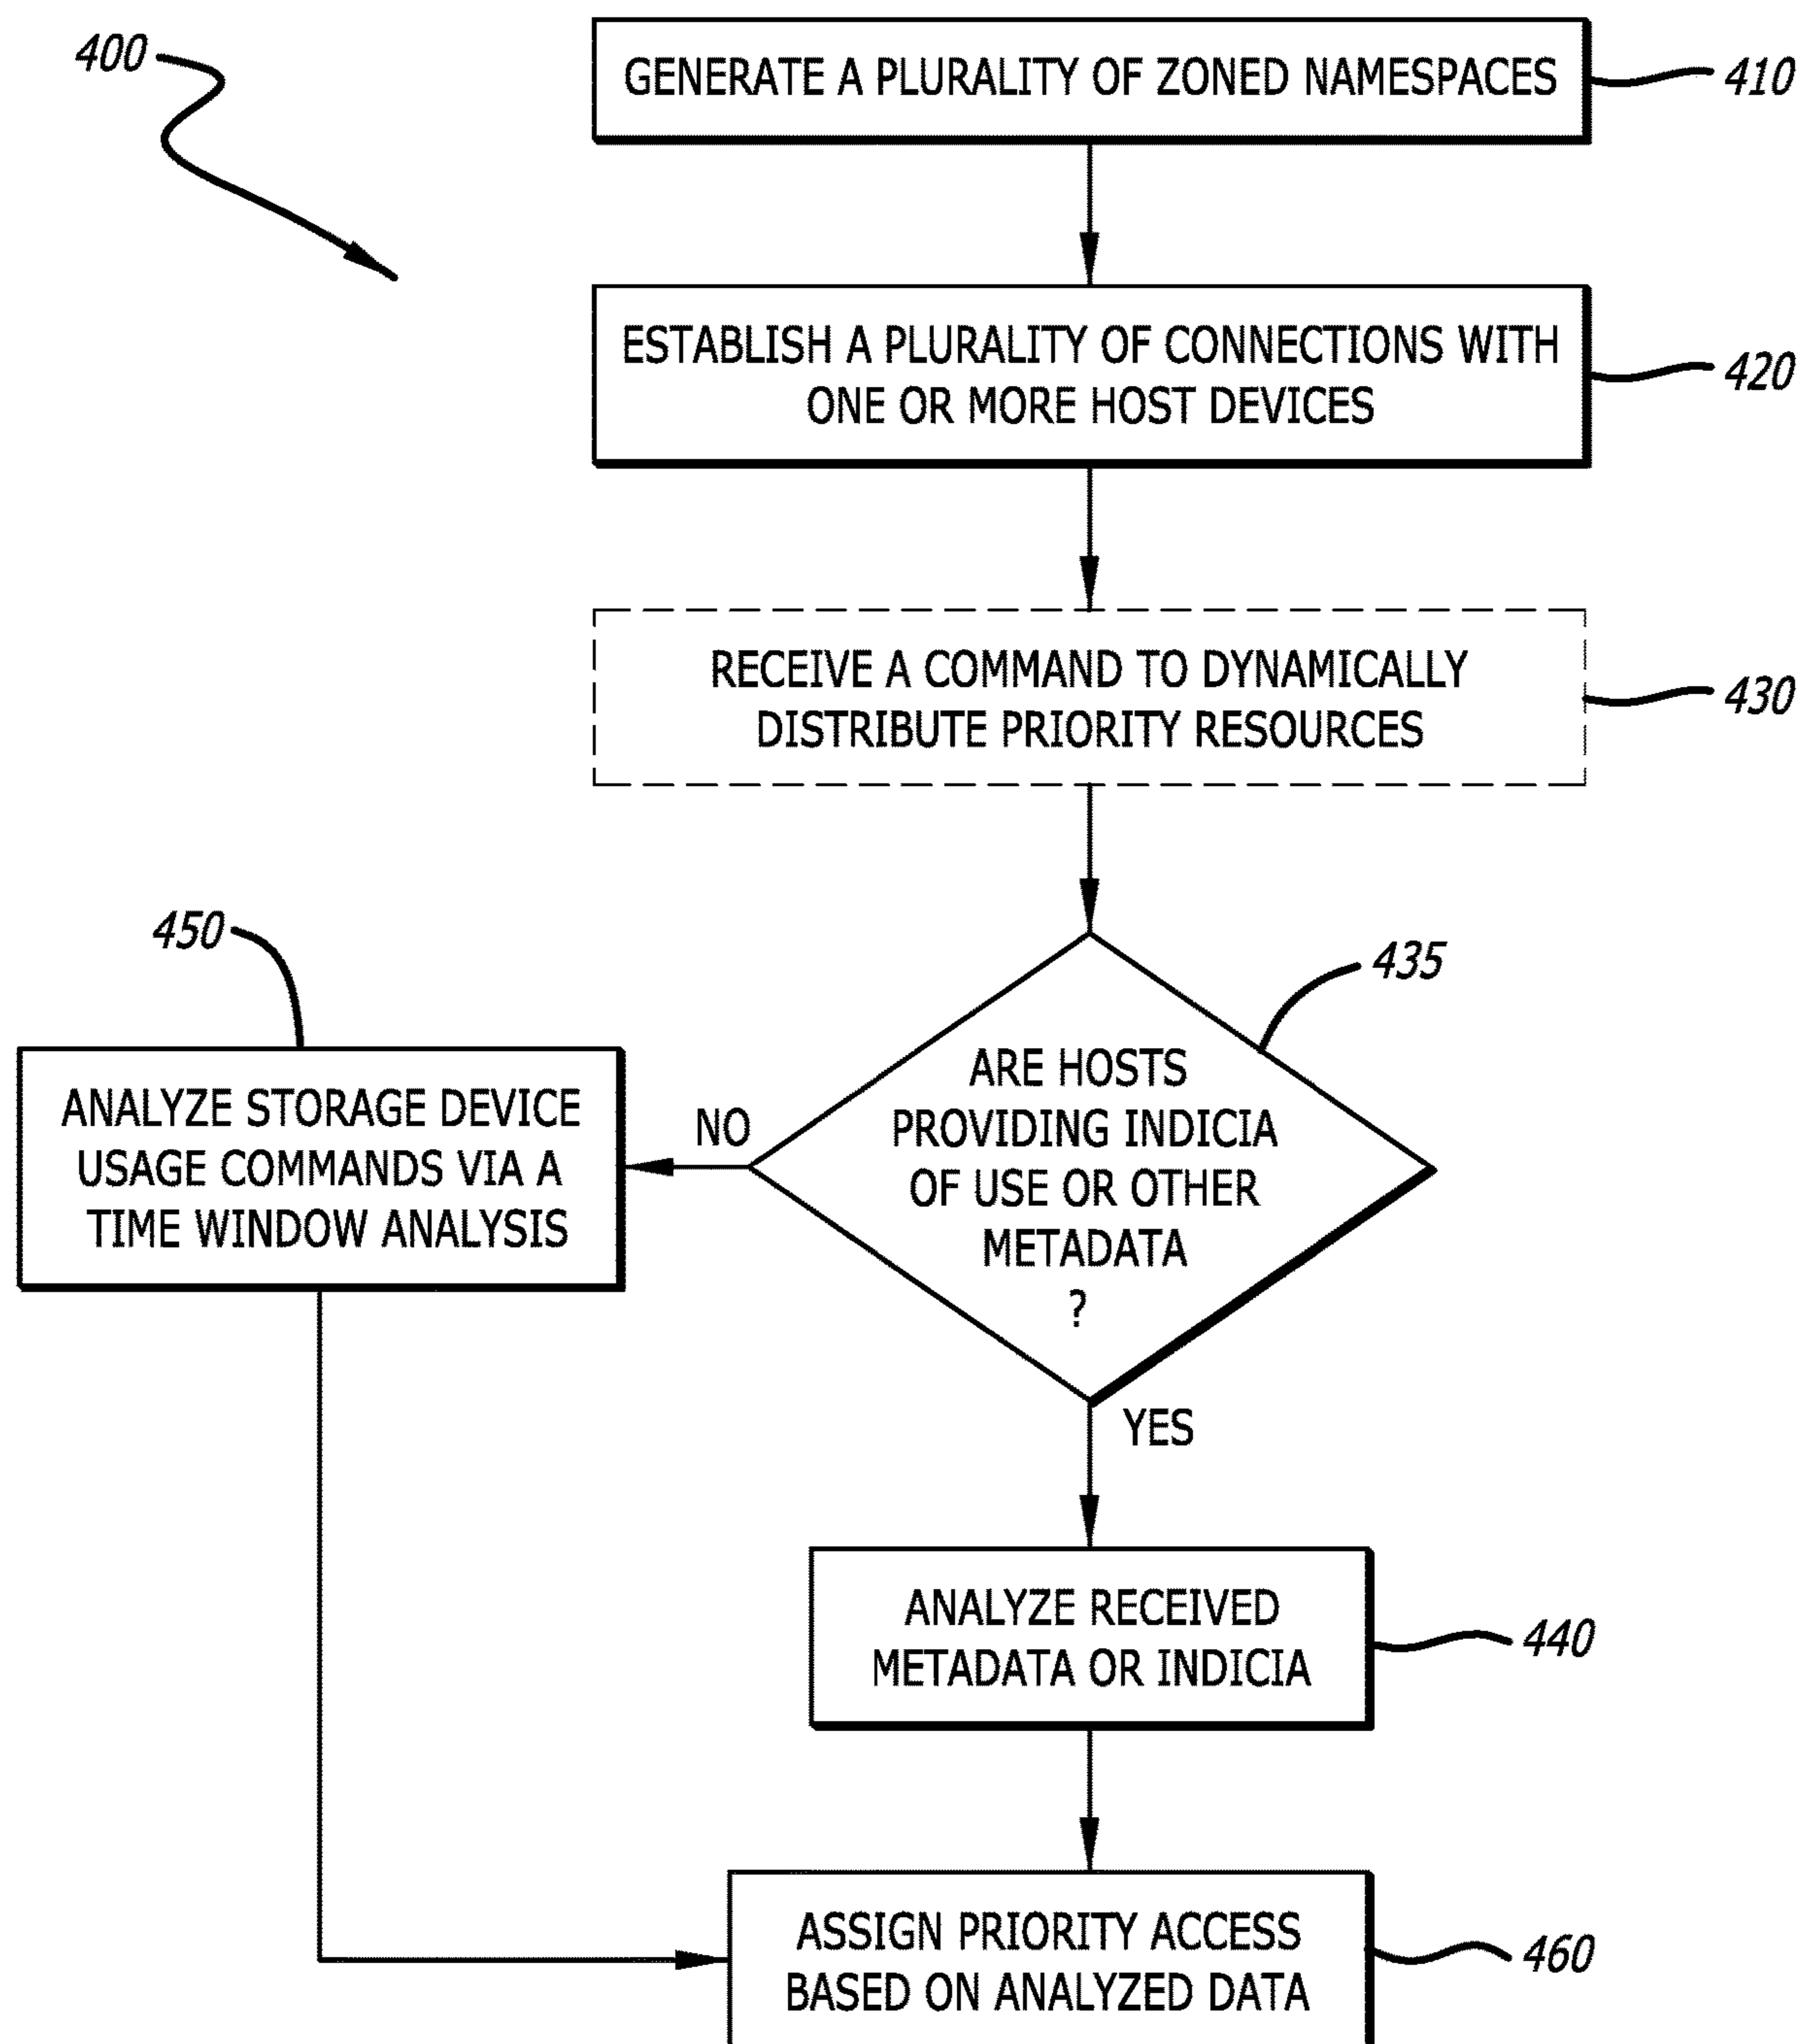 400
GENERATE A PLURALITY OF ZONED NAMESPACES
410
ESTABLISH A PLURALITY OF CONNECTIONS WITH
ONE OR MORE HOST DEVICES
420
RECEIVE A COMMAND TO DYNAMICALLY
DISTRIBUTE PRIORITY RESOURCES
430
435
ARE HOSTS
PROVIDING INDICIA
OF USE OR OTHER
METADATA
?
NO
450
ANALYZE STORAGE DEVICE
USAGE COMMANDS VIA A
TIME WINDOW ANALYSIS
YES
ANALYZE RECEIVED
METADATA OR INDICIA
440
ASSIGN PRIORITY ACCESS
BASED ON ANALYZED DATA
460